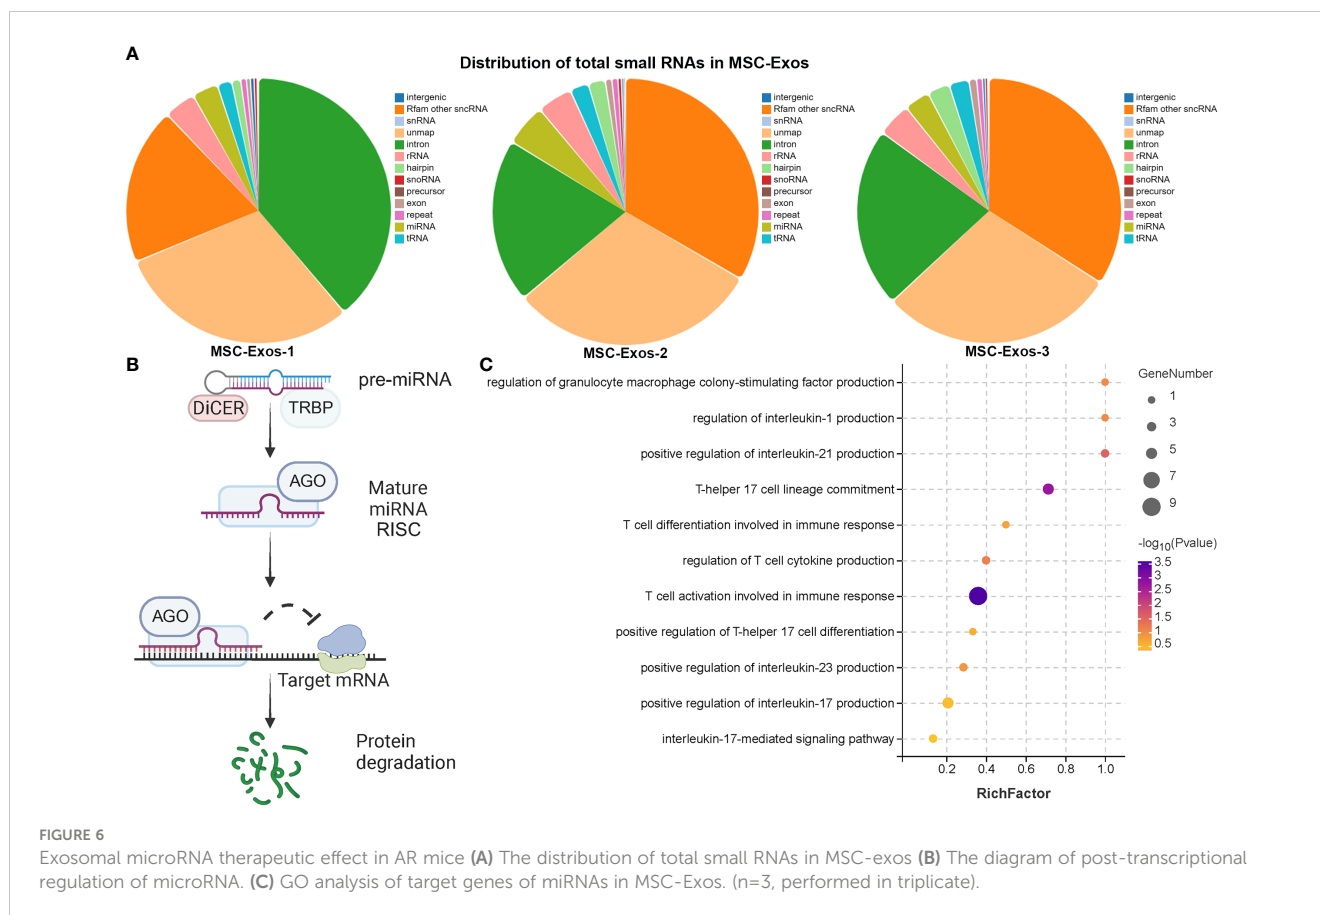 A
Distribution of total small RNAs in MSC-Exos
intergenic
Rfam other sncRNA
snRNA
unmap
intron
rRNA
hairpin
snoRNA
precursor
exon
repeat
miRNA
tRNA
MSC-Exos-1
intergenic
Rfam other sncRNA
snRNA
unmap
intron
rRNA
hairpin
snoRNA
precursor
exon
repeat
miRNA
tRNA
MSC-Exos-2
intergenic
Rfam other sncRNA
snRNA
unmap
intron
rRNA
hairpin
snoRNA
precursor
exon
repeat
miRNA
tRNA
MSC-Exos-3
B
pre-miRNA
DiCER
TRBP
AGO
Mature
miRNA
RISC
AGO
Target mRNA
Protein
degradation
C
regulation of granulocyte macrophage colony-stimulating factor production
regulation of interleukin-1 production
positive regulation of interleukin-21 production
T-helper 17 cell lineage commitment
T cell differentiation involved in immune response
regulation of T cell cytokine production
T cell activation involved in immune response
positive regulation of T-helper 17 cell differentiation
positive regulation of interleukin-23 production
positive regulation of interleukin-17 production
interleukin-17-mediated signaling pathway
0.2 0.4 0.6 0.8 1.0
RichFactor
GeneNumber
1
3
5
7
9
-log10(Pvalue)
3.5
3.0
2.5
2.5
1.5
1.0
0.5
FIGURE 6
Exosomal microRNA therapeutic effect in AR mice (A) The distribution of total small RNAs in MSC-exos (B) The diagram of post-transcriptional
regulation of microRNA. (C) GO analysis of target genes of miRNAs in MSC-Exos. (n=3, performed in triplicate).